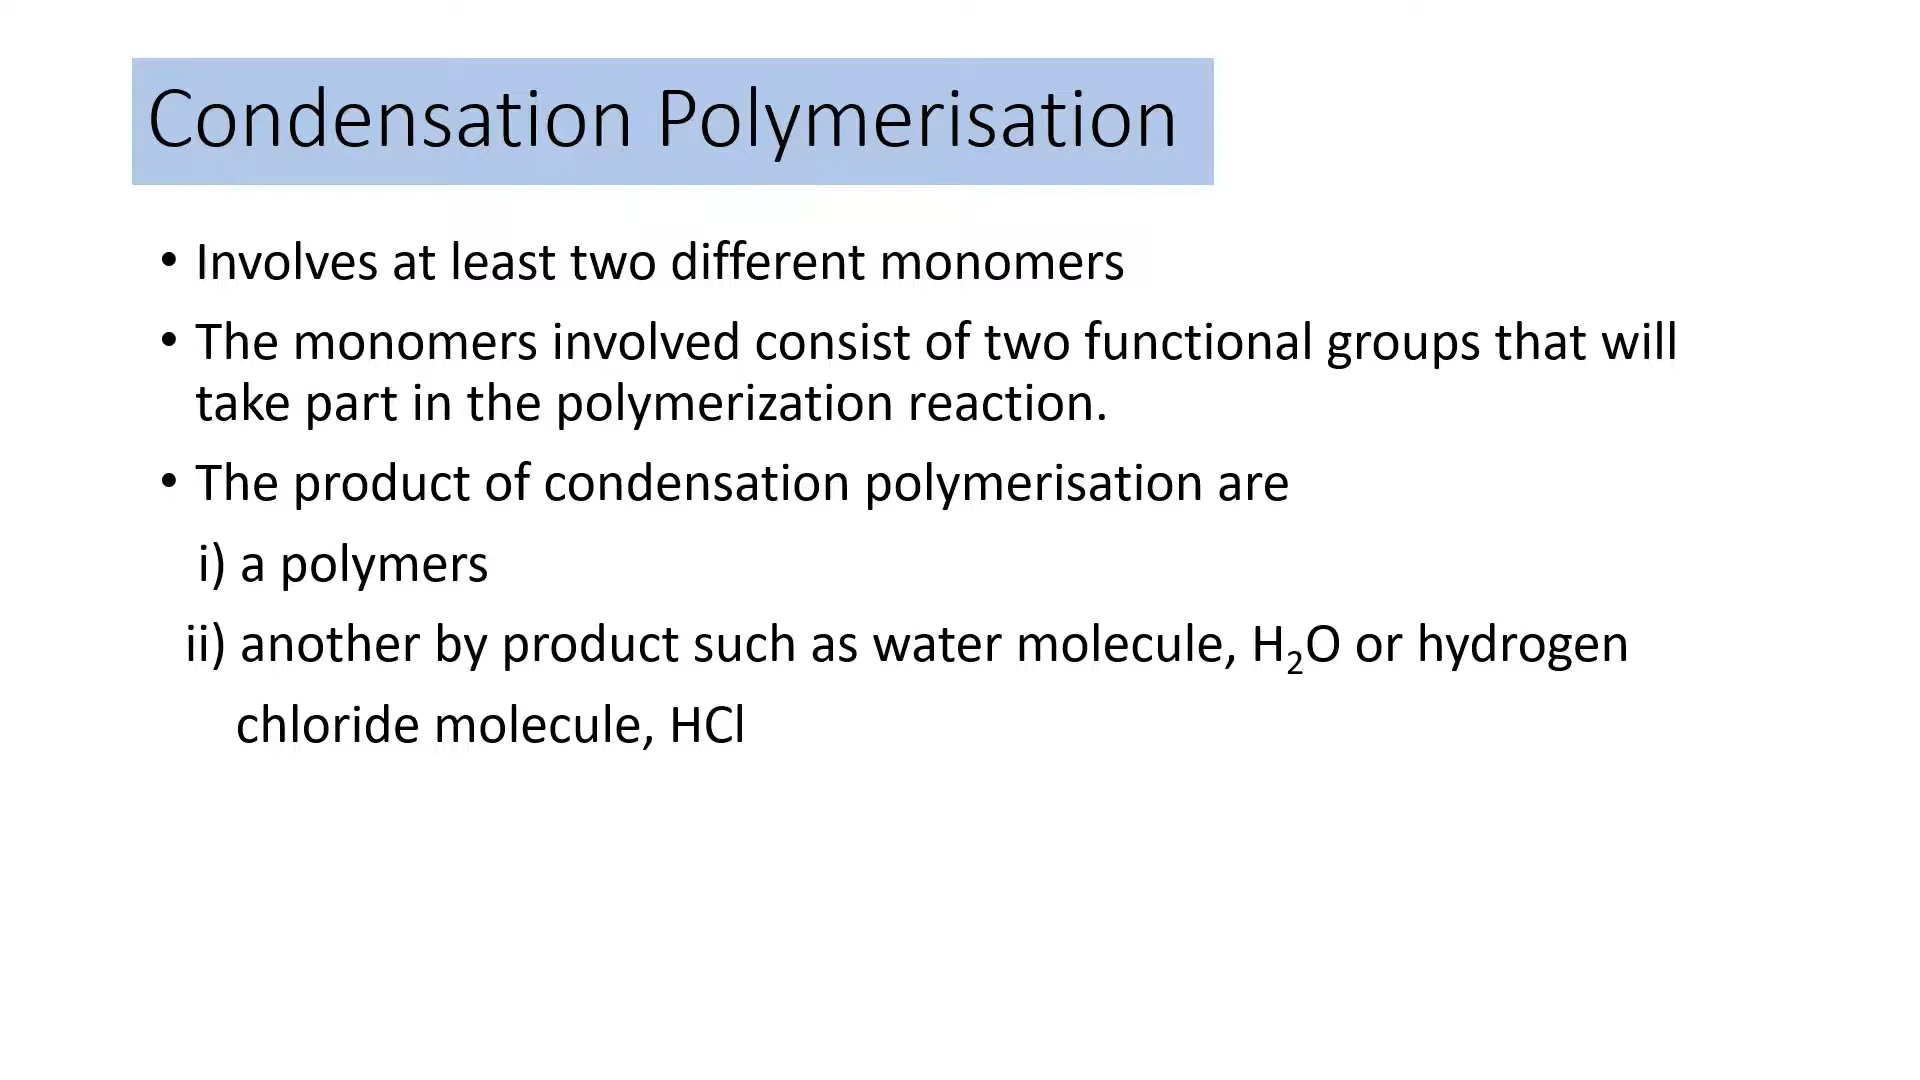 Condensation Polymerisation
• Involves at least two different monomers
• The monomers involved consist of two functional groups that will
take part in the polymerization reaction.
• The product of condensation polymerisation are
i) a polymers
ii) another by product such as water molecule, H₂O or hydrogen
chloride molecule, HCl